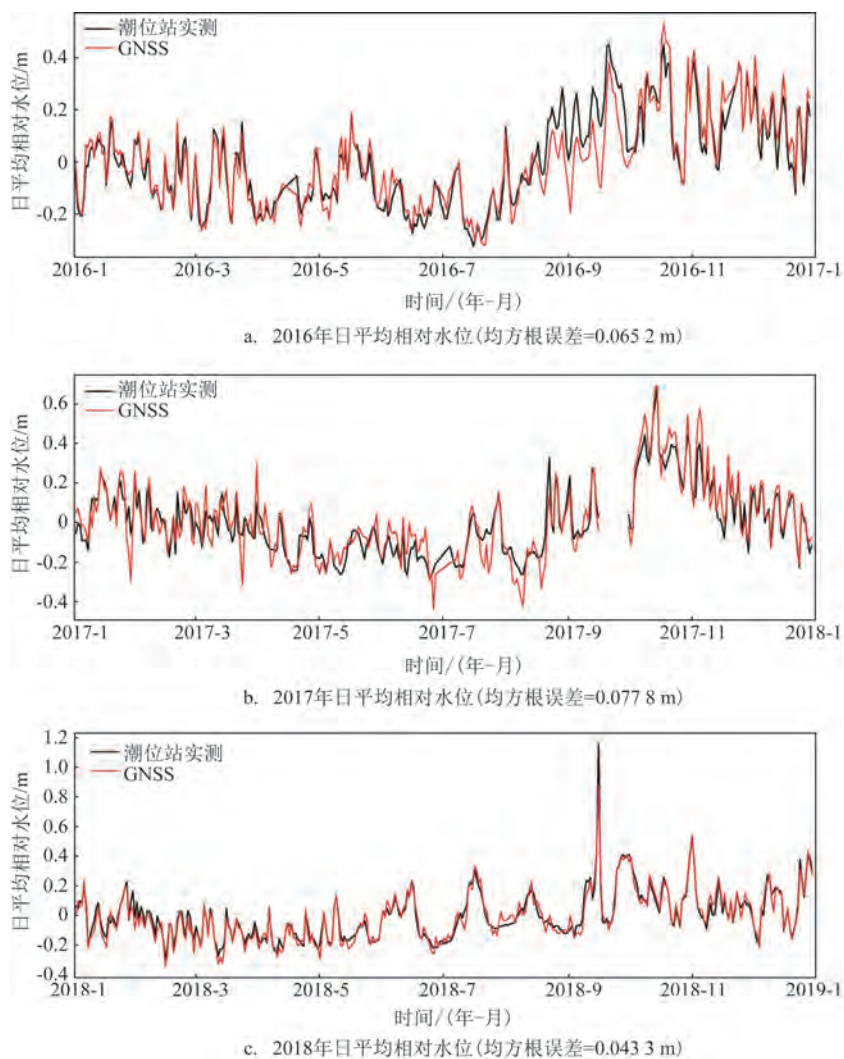 潮位站实测
GNSS
日平均相对水位/m
0.4
0.2
0
-0.2
2016-1 2016-3 2016-5 2016-7 2016-9 2016-11 2017-1
时间/(年-月)
a. 2016年日平均相对水位(均方根误差=0.065 2 m)
潮位站实测
GNSS
日平均相对水位/m
0.6
0.4
0.2
0
-0.2
-0.4
2017-1 2017-3 2017-5 2017-7 2017-9 2017-11 2018-1
时间/(年-月)
b. 2017年日平均相对水位(均方根误差=0.077 8 m)
潮位站实测
GNSS
日平均相对水位/m
1.2
1.0
0.8
0.6
0.4
0.2
0
-0.2
-0.4
2018-1 2018-3 2018-5 2018-7 2018-9 2018-11 2019-1
时间/(年-月)
c. 2018年日平均相对水位(均方根误差=0.043 3 m)